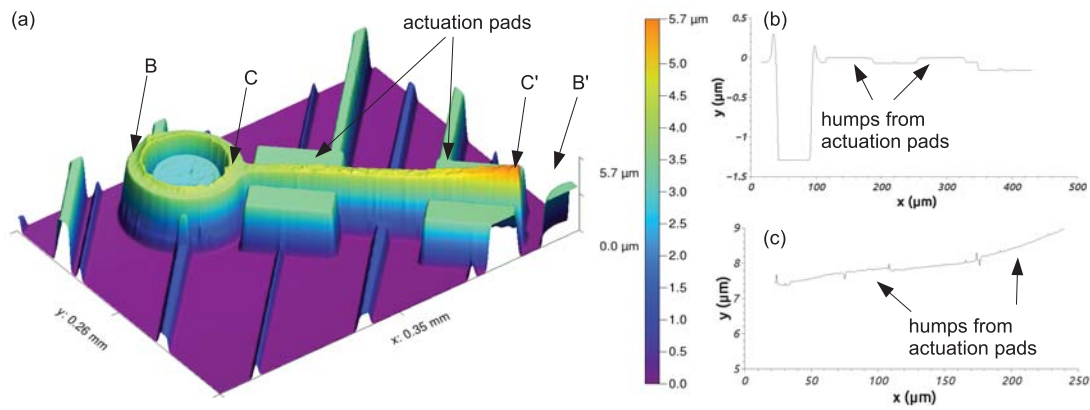 (a)
actuation pads
B
C
C'
B'
5.7 µm
0.0 µm
y: 0.26 mm
x: 0.35 mm
5.7 µm
5.0
4.5
4.0
3.5
3.0
2.5
2.0
1.5
1.0
0.5
0.0
(b)
0.5
0
−0.5
−1
−1.5
y (µm)
humps from
actuation pads
0 100 200 300 400 500
x (µm)
(c)
9
8
7
6
5
y (µm)
humps from
actuation pads
0 50 100 150 200 250
x (µm)